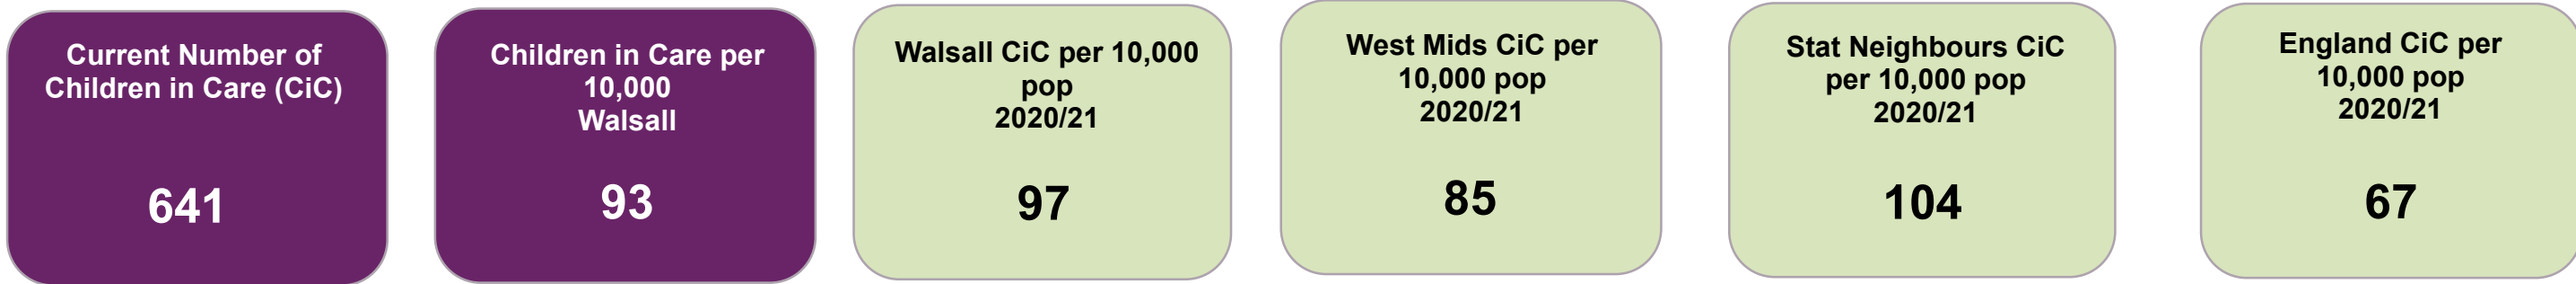 Current Number of
Children in Care (CiC)
641
Children in Care per
10,000
Walsall
93
Walsall CiC per 10,000
pop
2020/21
97
West Mids CiC per
10,000 pop
2020/21
85
Stat Neighbours CiC
per 10,000 pop
2020/21
104
England CiC per
10,000 pop
2020/21
67